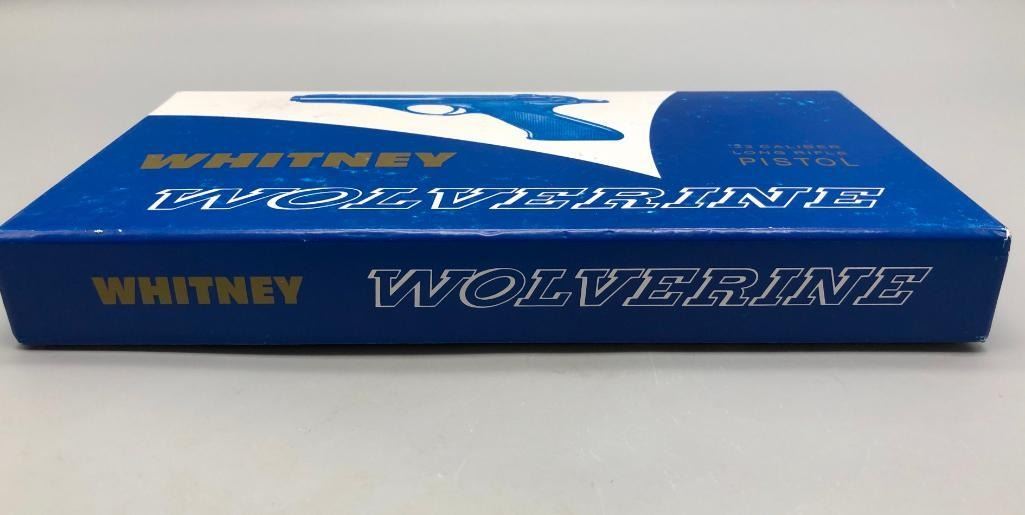 WHITNEY
WOLVERINE
.22 CALIBER
LONG RIFLE
PISTOL
WHITNEY WOLVERINE